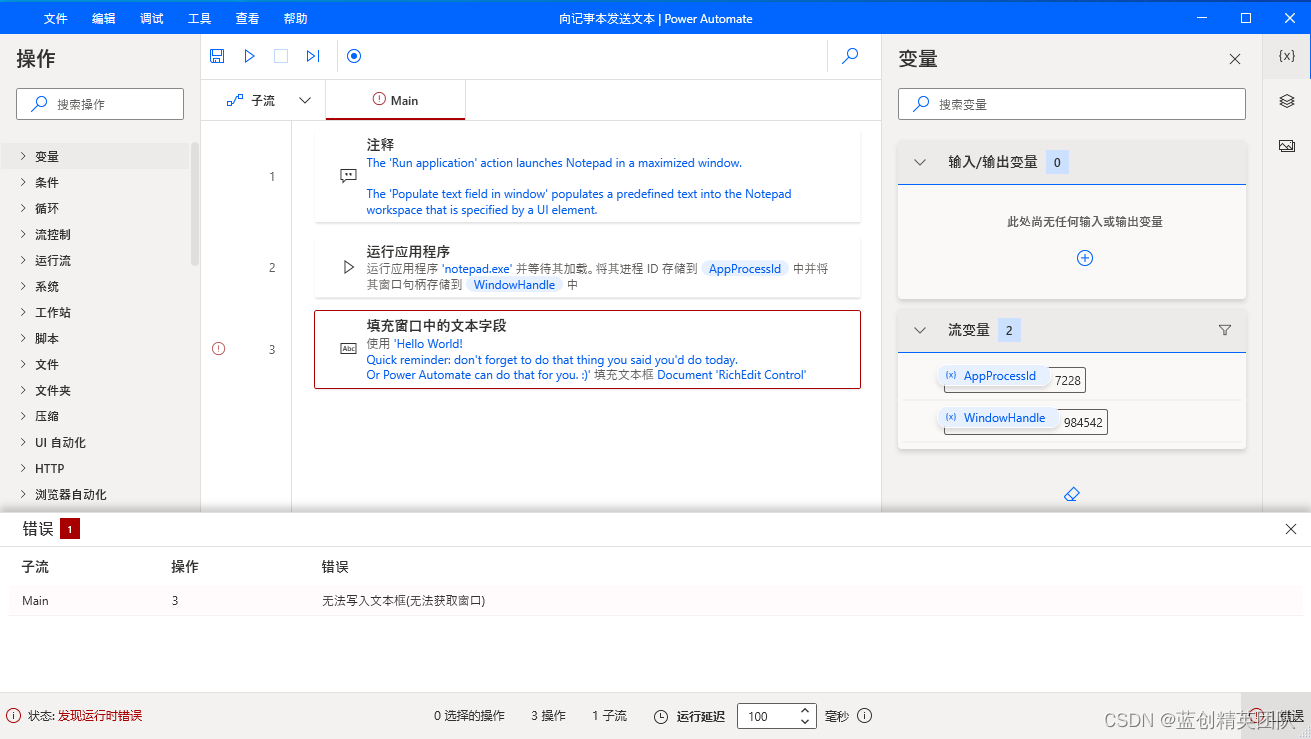 文件 编辑 调试 工具 查看 帮助
向记事本发送文本 | Power Automate
操作
搜索操作
变量
条件
循环
流控制
运行流
系统
工作站
脚本
文件
文件夹
压缩
UI 自动化
HTTP
浏览器自动化
子流
Main
1
注释
The 'Run application' action launches Notepad in a maximized window.
The 'Populate text field in window' populates a predefined text into the Notepad
workspace that is specified by a UI element.
2
运行应用程序
运行应用程序 'notepad.exe' 并等待其加载。将其进程 ID 存储到 AppProcessId 中并将
其窗口句柄存储到 WindowHandle 中
3
填充窗口中的文本字段
Abc
使用 'Hello World!
Quick reminder: don't forget to do that thing you said you'd do today.
Or Power Automate can do that for you. :)' 填充文本框 Document 'RichEdit Control'
变量
{x}
搜索变量
输入/输出变量 0
此处尚无任何输入或输出变量
流变量 2
(x) AppProcessId 7228
(x) WindowHandle 984542
错误 1
子流 操作 错误
Main 3 无法写入文本框(无法获取窗口)
状态: 发现运行时错误
0 选择的操作 3 操作 1 子流 运行延迟 100 毫秒
CSDN @蓝创精英团队